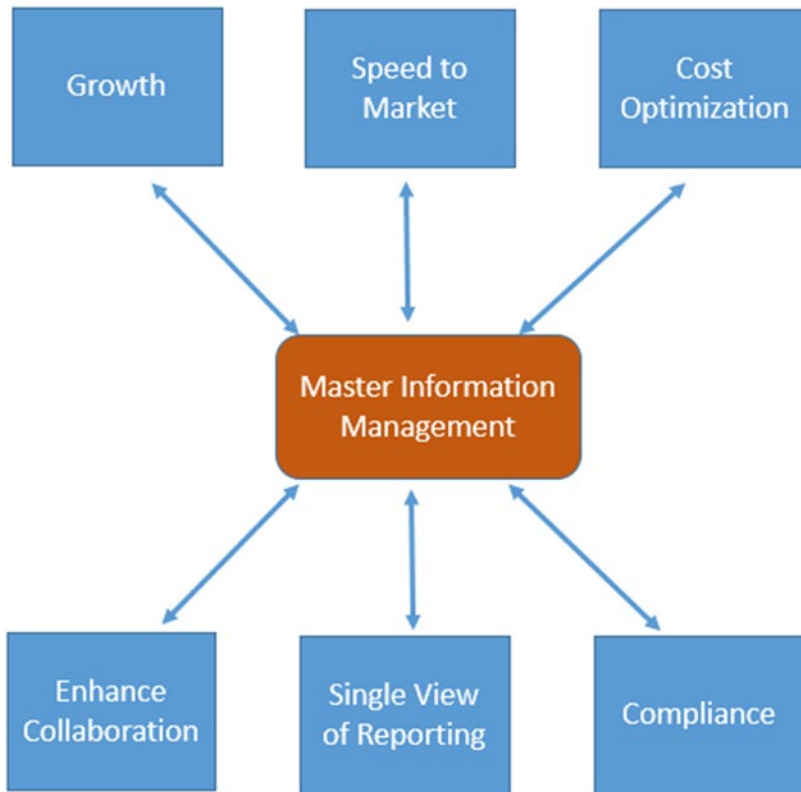 Growth
Speed to
Market
Cost
Optimization
Master Information
Management
Enhance
Collaboration
Single View
of Reporting
Compliance